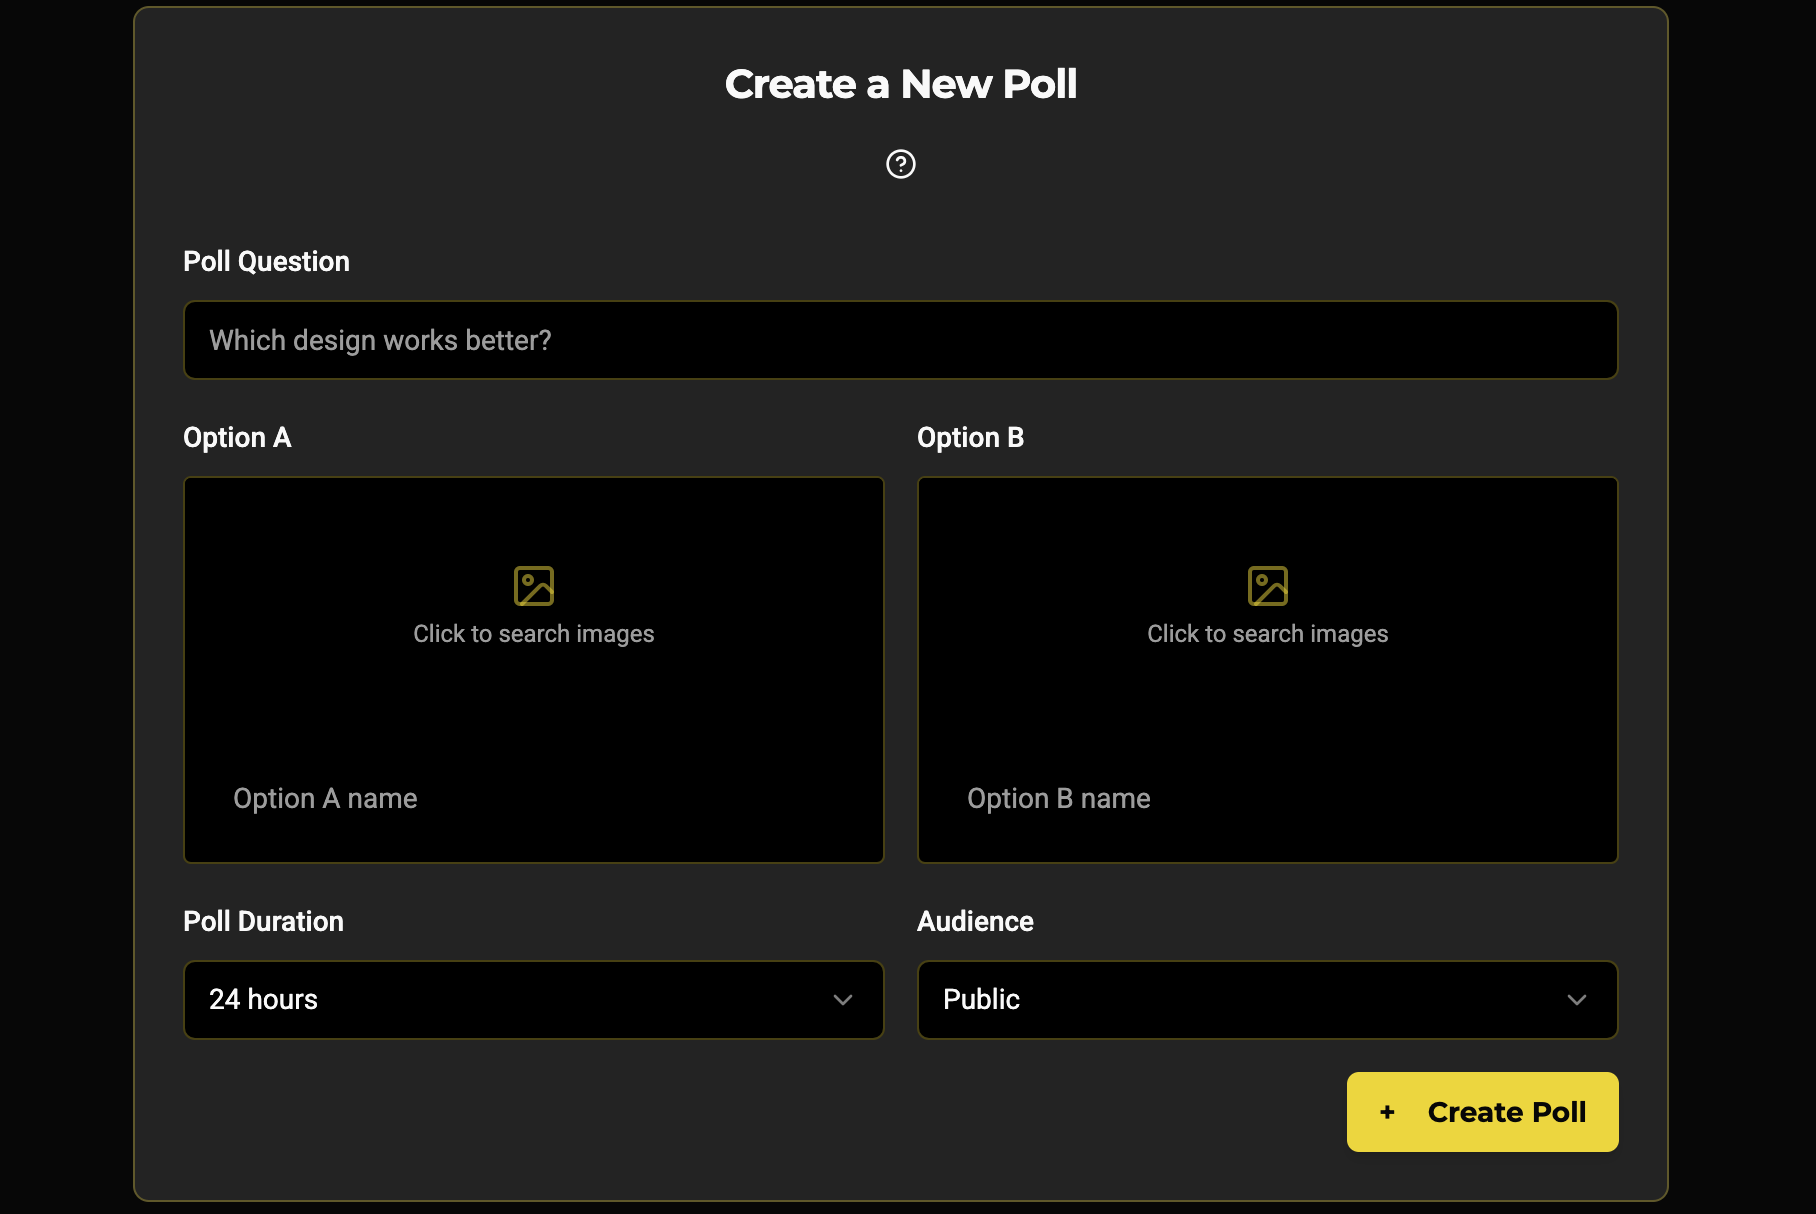 Create a New Poll
?
Poll Question
Which design works better?
Option A
Option B
Click to search images
Click to search images
Option A name
Option B name
Poll Duration
Audience
24 hours
Public
+ Create Poll